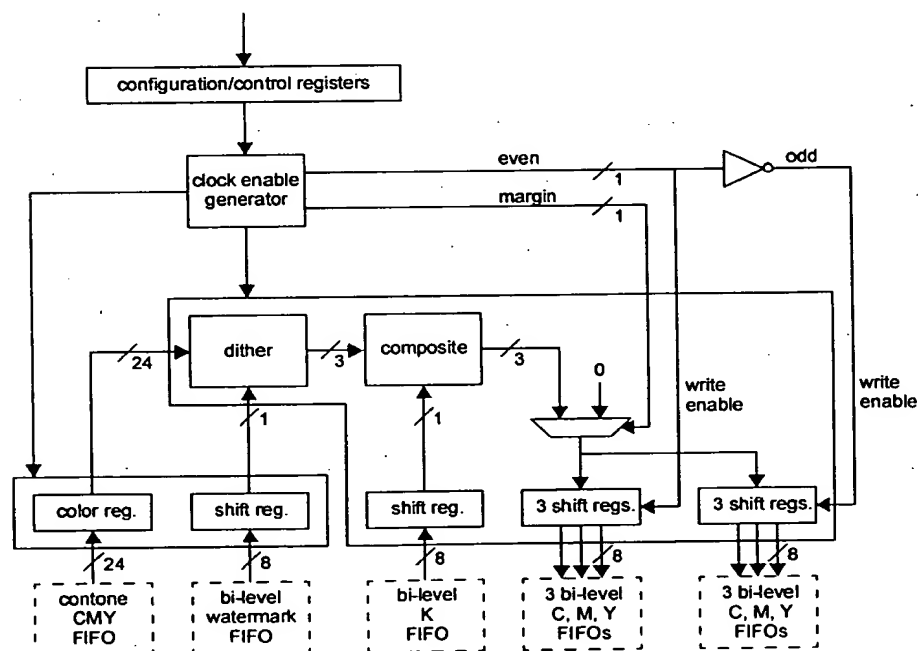 configuration/control registers
clock enable
generator
even
1
odd
margin
1
24
dither
3
composite
3
0
1
1
write
enable
write
enable
color reg.
shift reg.
shift reg.
3 shift regs.
3 shift regs.
24
8
8
8
8
contone
CMY
FIFO
bi-level
watermark
FIFO
bi-level
K
FIFO
3 bi-level
C, M, Y
FIFOs
3 bi-level
C, M, Y
FIFOs